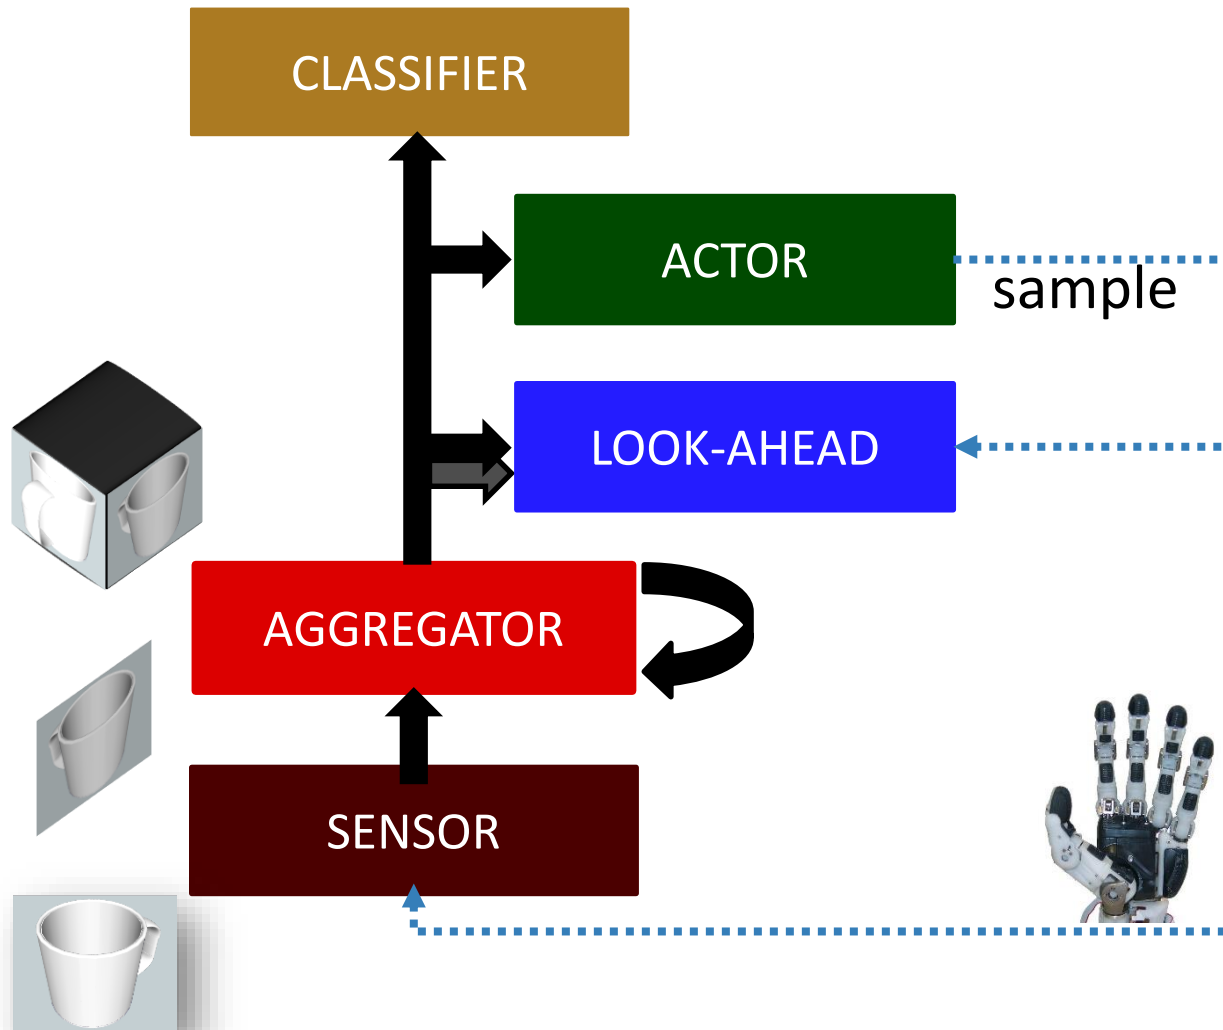 CLASSIFIER
ACTOR
sample
LOOK-AHEAD
AGGREGATOR
SENSOR